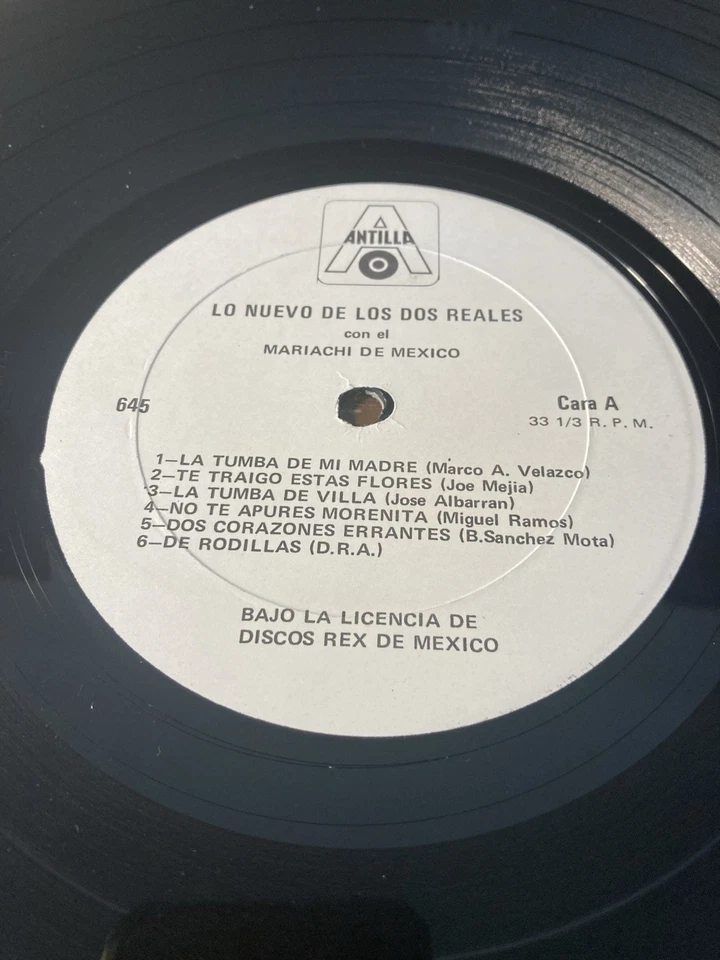 ANTILLA
LO NUEVO DE LOS DOS REALES
con el
MARIACHI DE MEXICO
645
Cara A
33 1/3 R. P. M.
1—LA TUMBA DE MI MADRE (Marco A. Velazco)
2—TE TRAIGO ESTAS FLORES (Joe Mejia)
3—LA TUMBA DE VILLA (Jose Albarran)
4—NO TE APURES MORENITA (Miguel Ramos)
5—DOS CORAZONES ERRANTES (B.Sanchez Mota)
6—DE RODILLAS (D.R.A.)
BAJO LA LICENCIA DE
DISCOS REX DE MEXICO